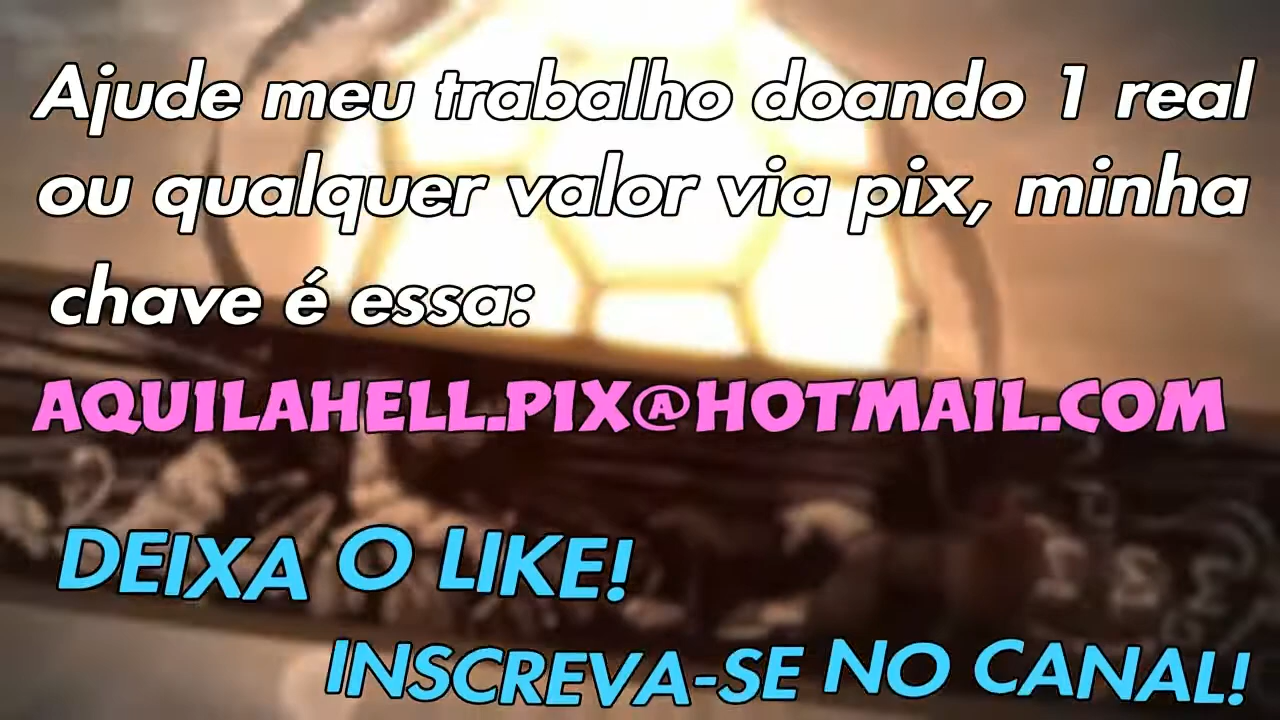 Ajude meu trabalho doando 1 real
ou qualquer valor via pix, minha
chave é essa:
AQUILAHELL.PIX@HOTMAIL.COM
DEIXA O LIKE!
INSCREVA-SE NO CANAL!